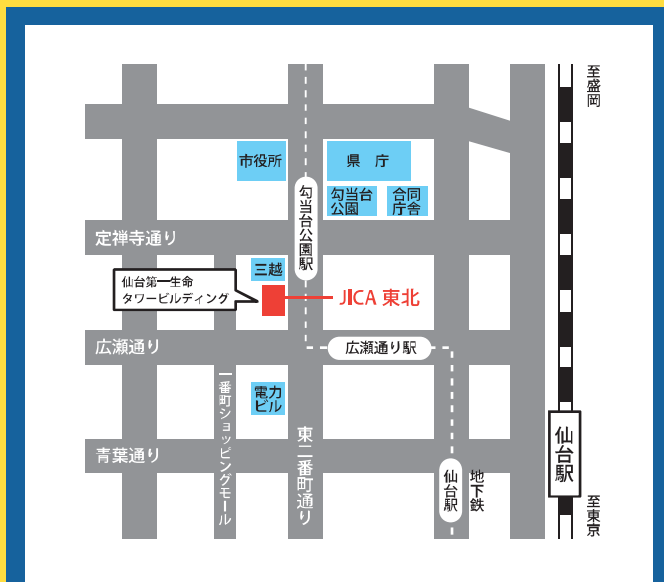 至盛岡
市役所
県庁
勾当台
公園
合同
庁舎
勾当台公園駅
定禅寺通り
三越
仙台第一生命
タワービルディング
JICA 東北
広瀬通り
広瀬通り駅
一番町ショッピングモール
電力
ビル
東二番町通り
青葉通り
仙台駅
地下鉄
仙台駅
至東京